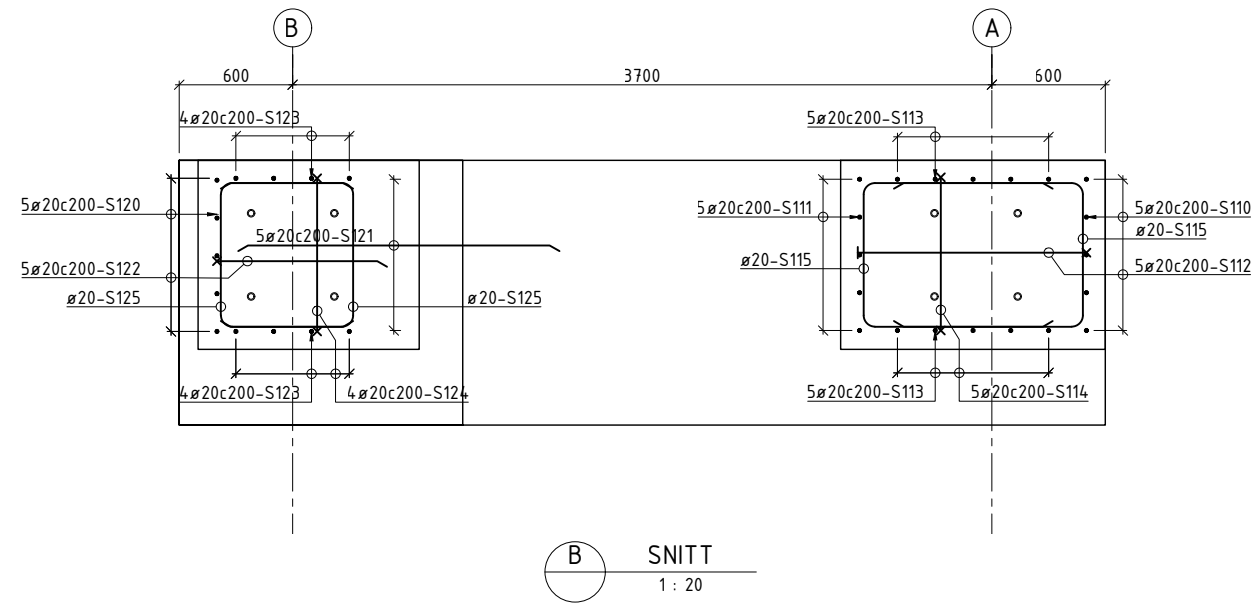 B
A
600
3700
600
4ø20c200-S123
5ø20c200-S113
5ø20c200-S120
5ø20c200-S111
5ø20c200-S110
5ø20c200-S121
ø20-S115
5ø20c200-S122
ø20-S115
5ø20c200-S112
ø20-S125
ø20-S125
4ø20c200-S123
4ø20c200-S124
5ø20c200-S113
5ø20c200-S114
B
SNITT
1 : 20